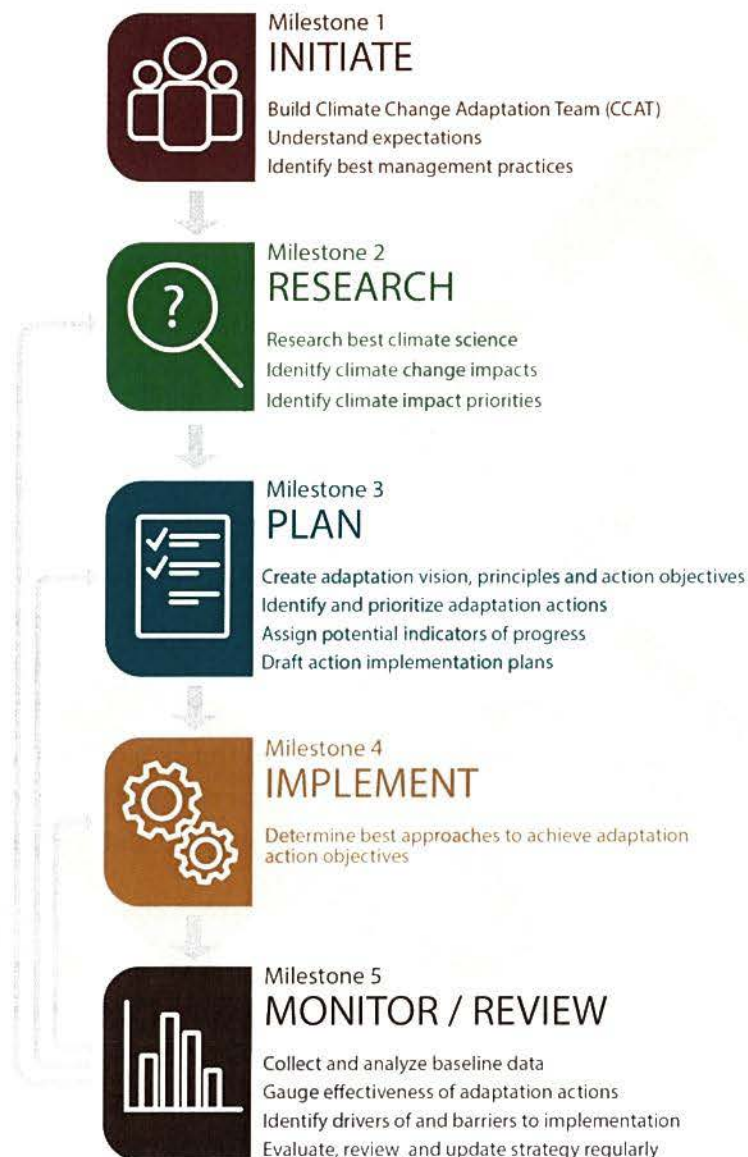 Milestone 1
INITIATE
Build Climate Change Adaptation Team (CCAT)
Understand expectations
Identify best management practices
Milestone 2
RESEARCH
?
Research best climate science
Idenitfy climate change impacts
Identify climate impact priorities
Milestone 3
PLAN
Create adaptation vision, principles and action objectives
Identify and prioritize adaptation actions
Assign potential indicators of progress
Draft action implementation plans
Milestone 4
IMPLEMENT
Determine best approaches to achieve adaptation
action objectives
Milestone 5
MONITOR / REVIEW
Collect and analyze baseline data
Gauge effectiveness of adaptation actions
Identify drivers of and barriers to implementation
Evaluate, review and update strategy regularly